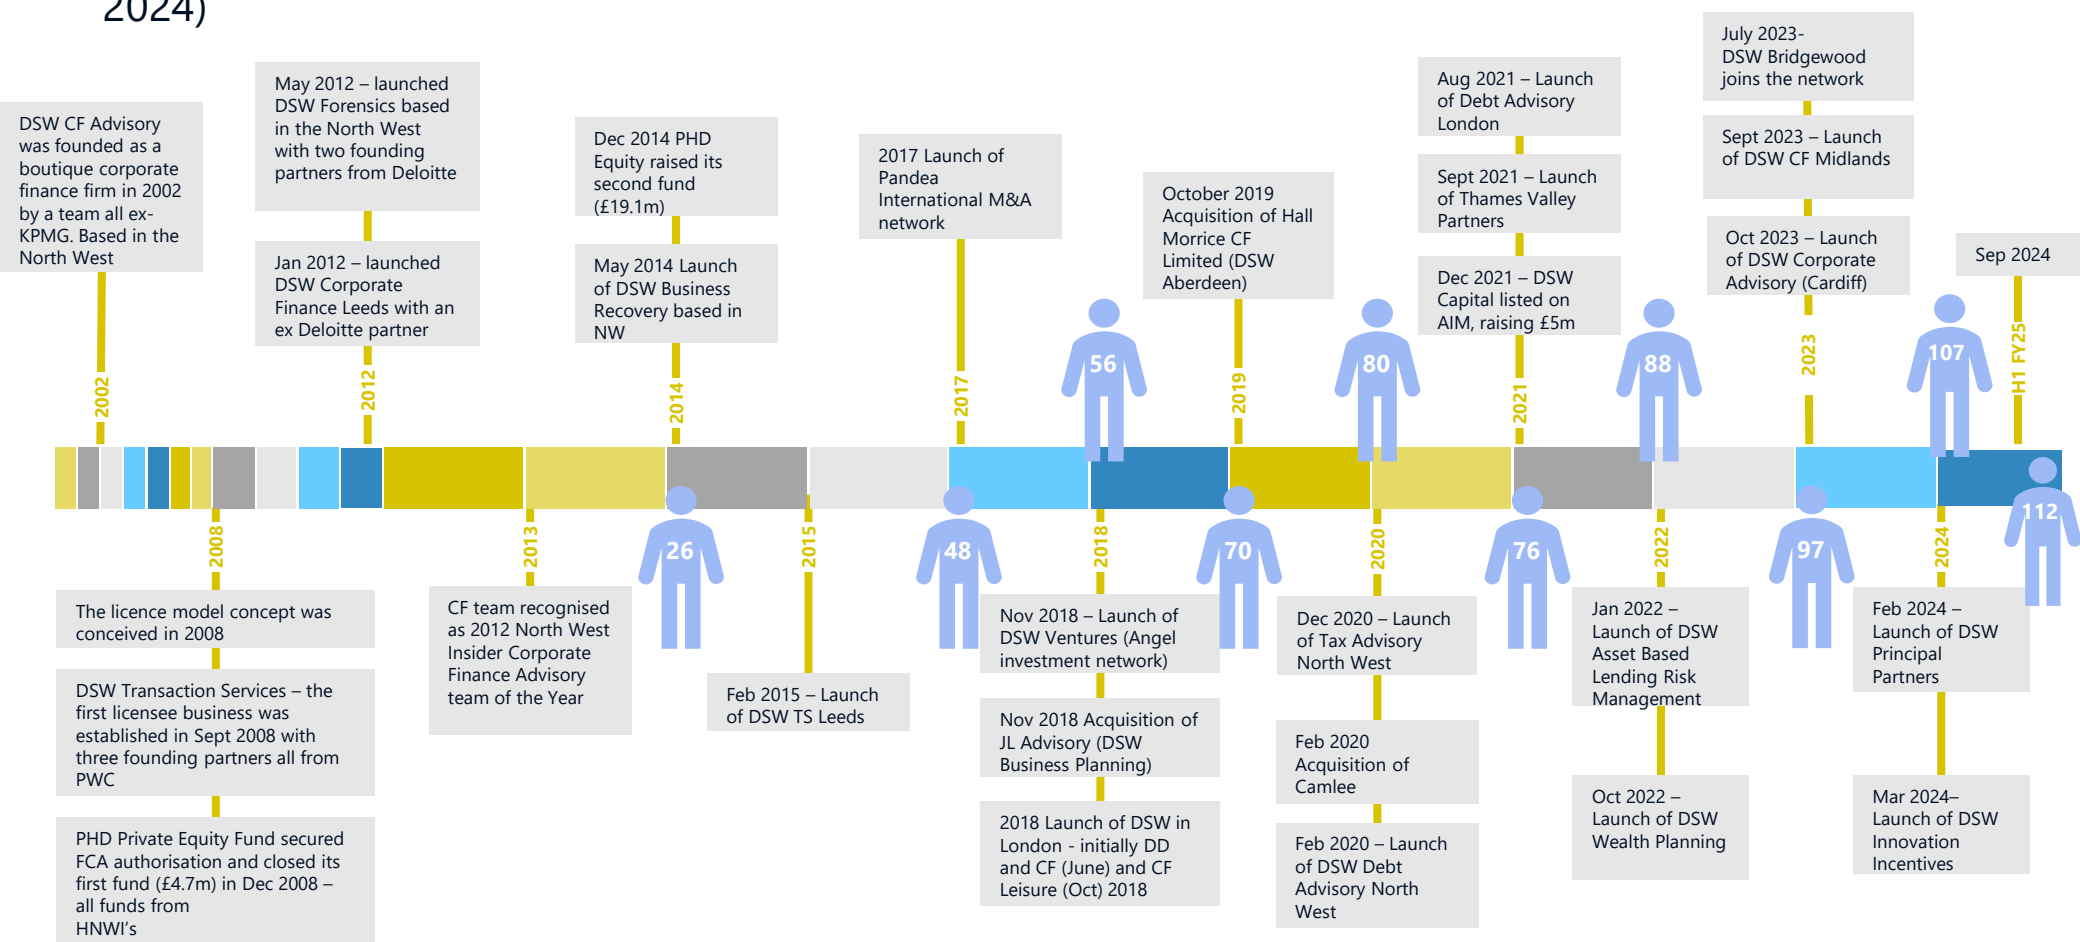 2024)
DSW CF Advisory
was founded as a
boutique corporate
finance firm in 2002
by a team all ex-
KPMG. Based in the
North West
May 2012 – launched
DSW Forensics based
in the North West
with two founding
partners from Deloitte
Jan 2012 – launched
DSW Corporate
Finance Leeds with an
ex Deloitte partner
Dec 2014 PHD
Equity raised its
second fund
(£19.1m)
May 2014 Launch
of DSW Business
Recovery based in
NW
2017 Launch of
Pandea
International M&A
network
October 2019
Acquisition of Hall
Morrice CF
Limited (DSW
Aberdeen)
Aug 2021 – Launch
of Debt Advisory
London
Sept 2021 – Launch
of Thames Valley
Partners
Dec 2021 – DSW
Capital listed on
AIM, raising £5m
July 2023-
DSW Bridgewood
joins the network
Sept 2023 – Launch
of DSW CF Midlands
Oct 2023 – Launch
of DSW Corporate
Advisory (Cardiff)
Sep 2024
2002
2012
2014
2017
56
2019
80
2021
88
2023
107
H1 FY25
2008
2013
26
2015
48
2018
70
2020
76
2022
97
2024
112
The licence model concept was
conceived in 2008
DSW Transaction Services – the
first licensee business was
established in Sept 2008 with
three founding partners all from
PWC
PHD Private Equity Fund secured
FCA authorisation and closed its
first fund (£4.7m) in Dec 2008 –
all funds from
HNWI’s
CF team recognised
as 2012 North West
Insider Corporate
Finance Advisory
team of the Year
Feb 2015 – Launch
of DSW TS Leeds
Nov 2018 – Launch of
DSW Ventures (Angel
investment network)
Nov 2018 Acquisition of
JL Advisory (DSW
Business Planning)
2018 Launch of DSW in
London - initially DD
and CF (June) and CF
Leisure (Oct) 2018
Dec 2020 – Launch
of Tax Advisory
North West
Feb 2020
Acquisition of
Camlee
Feb 2020 – Launch
of DSW Debt
Advisory North
West
Jan 2022 –
Launch of DSW
Asset Based
Lending Risk
Management
Oct 2022 –
Launch of DSW
Wealth Planning
Feb 2024 –
Launch of DSW
Principal
Partners
Mar 2024–
Launch of DSW
Innovation
Incentives